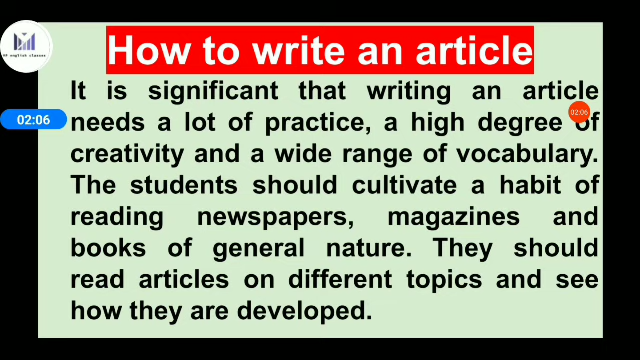 How to write an article
It is significant that writing an article
02:06
needs a lot of practice, a high degree of
02:06
creativity and a wide range of vocabulary.
The students should cultivate a habit of
reading newspapers, magazines and
books of general nature. They should
read articles on different topics and see
how they are developed.